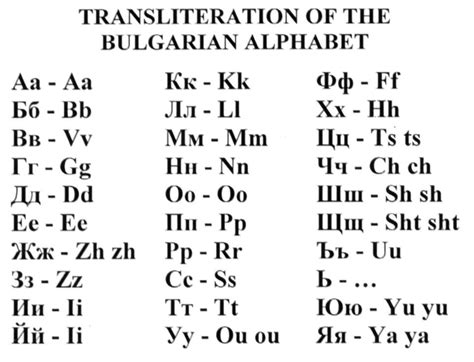 TRANSLITERATION OF THE
BULGARIAN ALPHABET
Аа - Aa
Бб - Bb
Вв - Vv
Гг - Gg
Дд - Dd
Ее - Ee
Жж - Zh zh
Зз - Zz
Ии - Ii
Йй - Ii
Кк - Kk
Лл - Ll
Мм - Mm
Нн - Nn
Оо - Oo
Пп - Pp
Рр - Rr
Сс - Ss
Тт - Tt
Уу - Ou ou
Фф - Ff
Хх - Hh
Цц - Ts ts
Чч - Ch ch
Шш - Sh sh
Щщ - Sht sht
Ъъ - Uu
Ь - ...
Юю - Yu yu
Яя - Ya ya